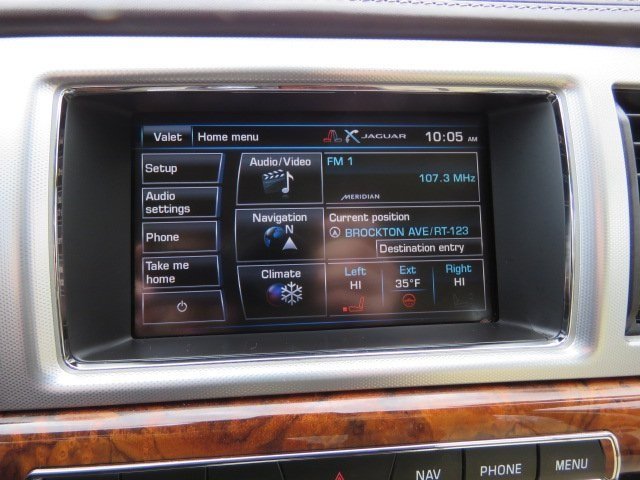 Valet Home menu JAGUAR 10:05 AM
Setup
Audio settings
Phone
Take me home
Audio/Video
FM 1
107.3 MHz
MERIDIAN
Navigation
N
Current position
BROCKTON AVE/RT-123
Destination entry
Climate
Left Ext Right
HI 35°F HI
NAV PHONE MENU